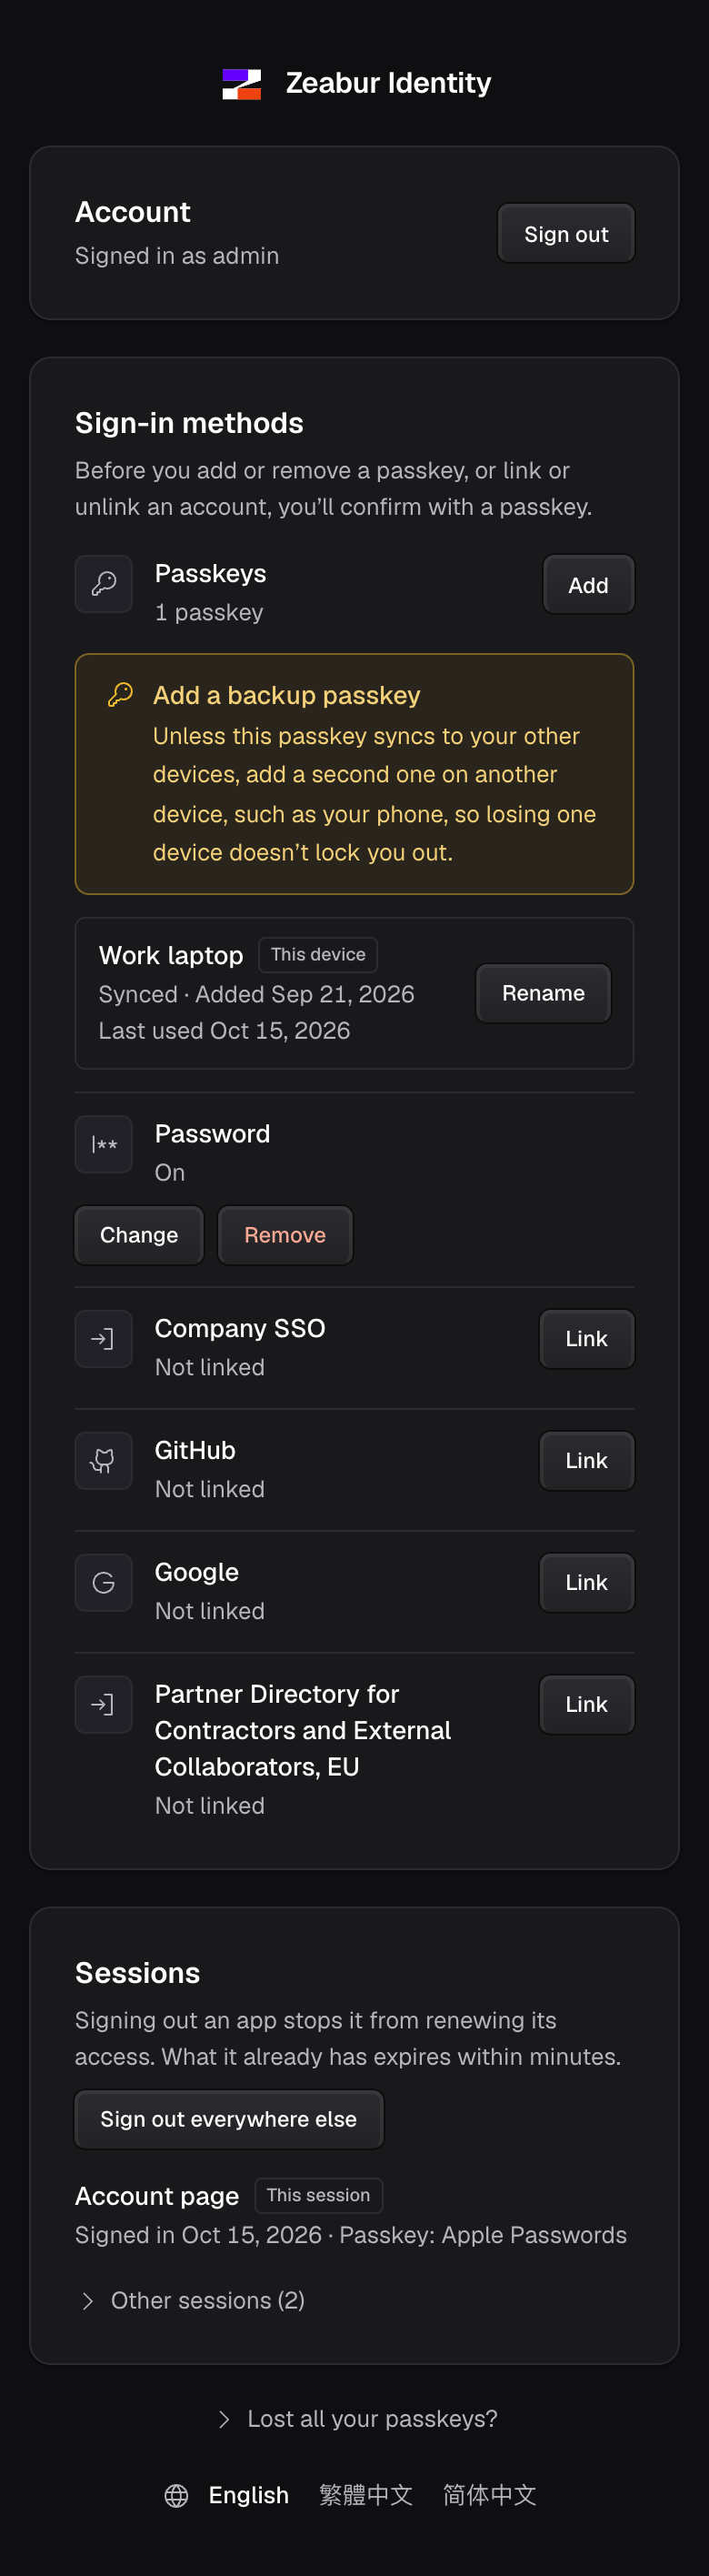 Zeabur Identity
Account
Signed in as admin
Sign out
Sign-in methods
Before you add or remove a passkey, or link or
unlink an account, you’ll confirm with a passkey.
Passkeys
1 passkey
Add
Add a backup passkey
Unless this passkey syncs to your other
devices, add a second one on another
device, such as your phone, so losing one
device doesn’t lock you out.
Work laptop This device
Synced · Added Sep 21, 2026
Last used Oct 15, 2026
Rename
|** Password
On
Change Remove
Company SSO
Not linked
Link
GitHub
Not linked
Link
Google
Not linked
Link
Partner Directory for
Contractors and External
Collaborators, EU
Not linked
Link
Sessions
Signing out an app stops it from renewing its
access. What it already has expires within minutes.
Sign out everywhere else
Account page This session
Signed in Oct 15, 2026 · Passkey: Apple Passwords
Other sessions (2)
Lost all your passkeys?
English 繁體中文 简体中文